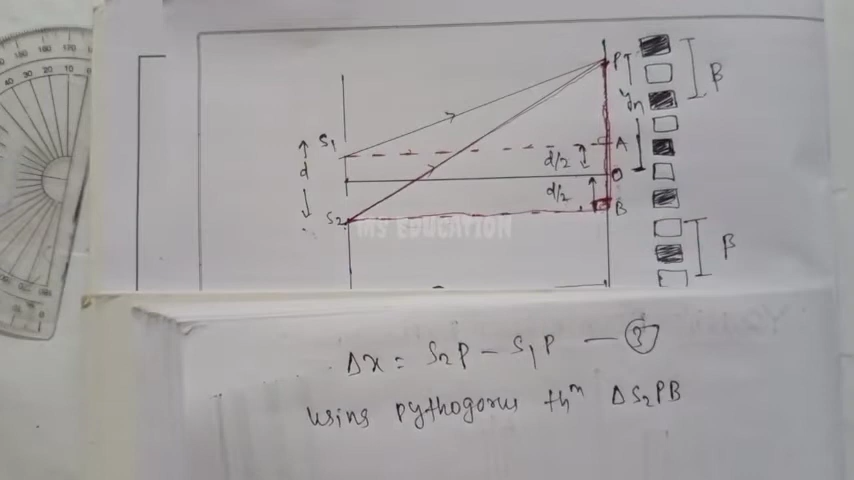 P
β
yn
S1
A
d/2
d
O
d/2
S2
B
MS EDUCATION
β
Δx = S2P – S1P — 3
using pythogorus thm ΔS2PB